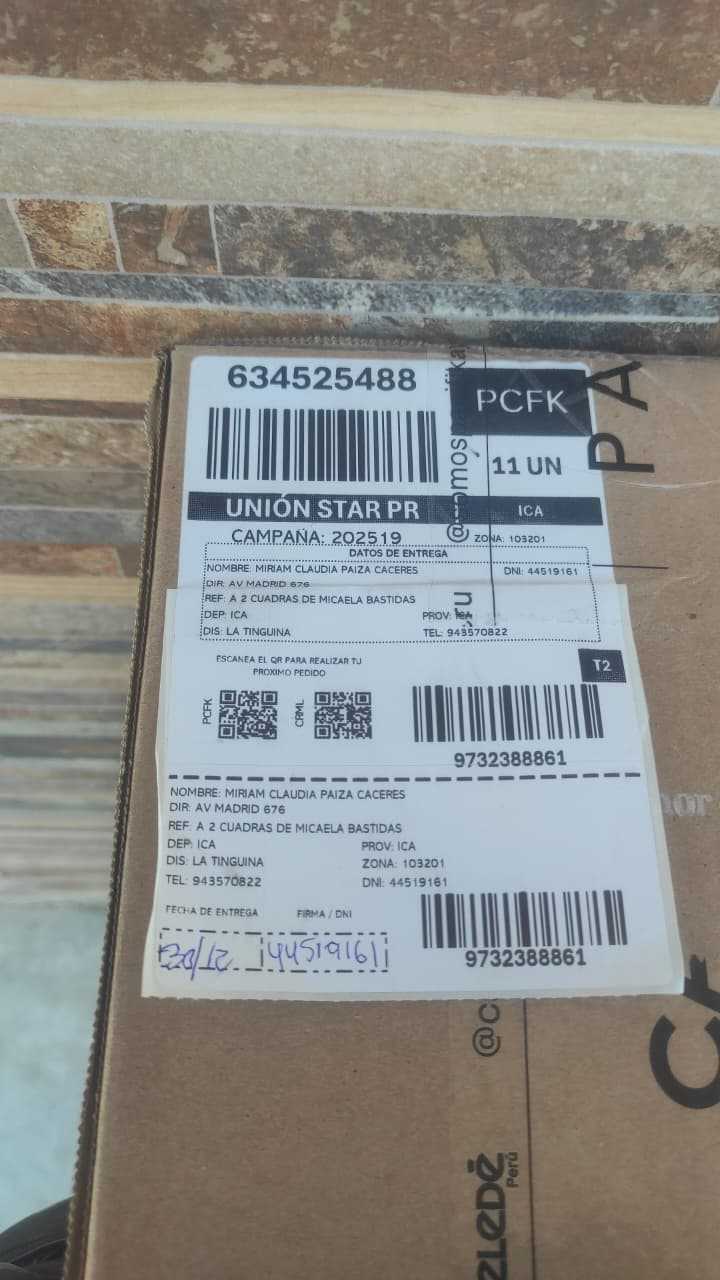 634525488
PCFK
11 UN
UNIÓN STAR PR
ICA
CAMPAÑA: 202519
ZONA: 103201
DATOS DE ENTREGA
NOMBRE: MIRIAM CLAUDIA PAIZA CACERES DNI: 44519161
DIR: AV MADRID 676
REF: A 2 CUADRAS DE MICAELA BASTIDAS
DEP: ICA PROV: ICA
DIS: LA TINGUINA TEL: 943570822
ESCANEA EL QR PARA REALIZAR TU
PROXIMO PEDIDO
T2
PCFK
CRML
9732388861
NOMBRE: MIRIAM CLAUDIA PAIZA CACERES
DIR: AV MADRID 676
REF: A 2 CUADRAS DE MICAELA BASTIDAS
DEP: ICA PROV: ICA
DIS: LA TINGUINA ZONA: 103201
TEL: 943570822 DNI: 44519161
FECHA DE ENTREGA FIRMA / DNI
44519161
9732388861
Perú